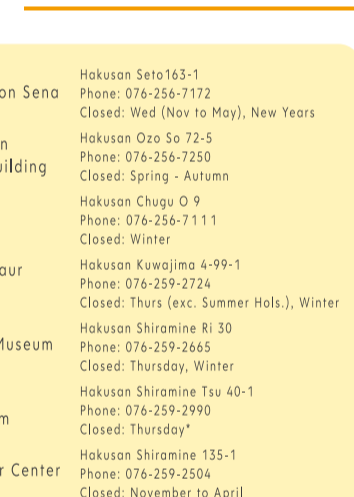 Hakusan Seto163-1
on Sena
Phone: 076-256-7172
Closed: Wed (Nov to May), New Years
Hakusan Ozo So 72-5
n
Phone: 076-256-7250
uilding
Closed: Spring - Autumn
Hakusan Chugu O 9
Phone: 076-256-7111
Closed: Winter
Hakusan Kuwajima 4-99-1
aur
Phone: 076-259-2724
Closed: Thurs (exc. Summer Hols.), Winter
Hakusan Shiramine Ri 30
Museum
Phone: 076-259-2665
Closed: Thursday, Winter
Hakusan Shiramine Tsu 40-1
Phone: 076-259-2990
m
Closed: Thursday*
Hakusan Shiramine 135-1
r Center
Phone: 076-259-2504
Closed: November to April